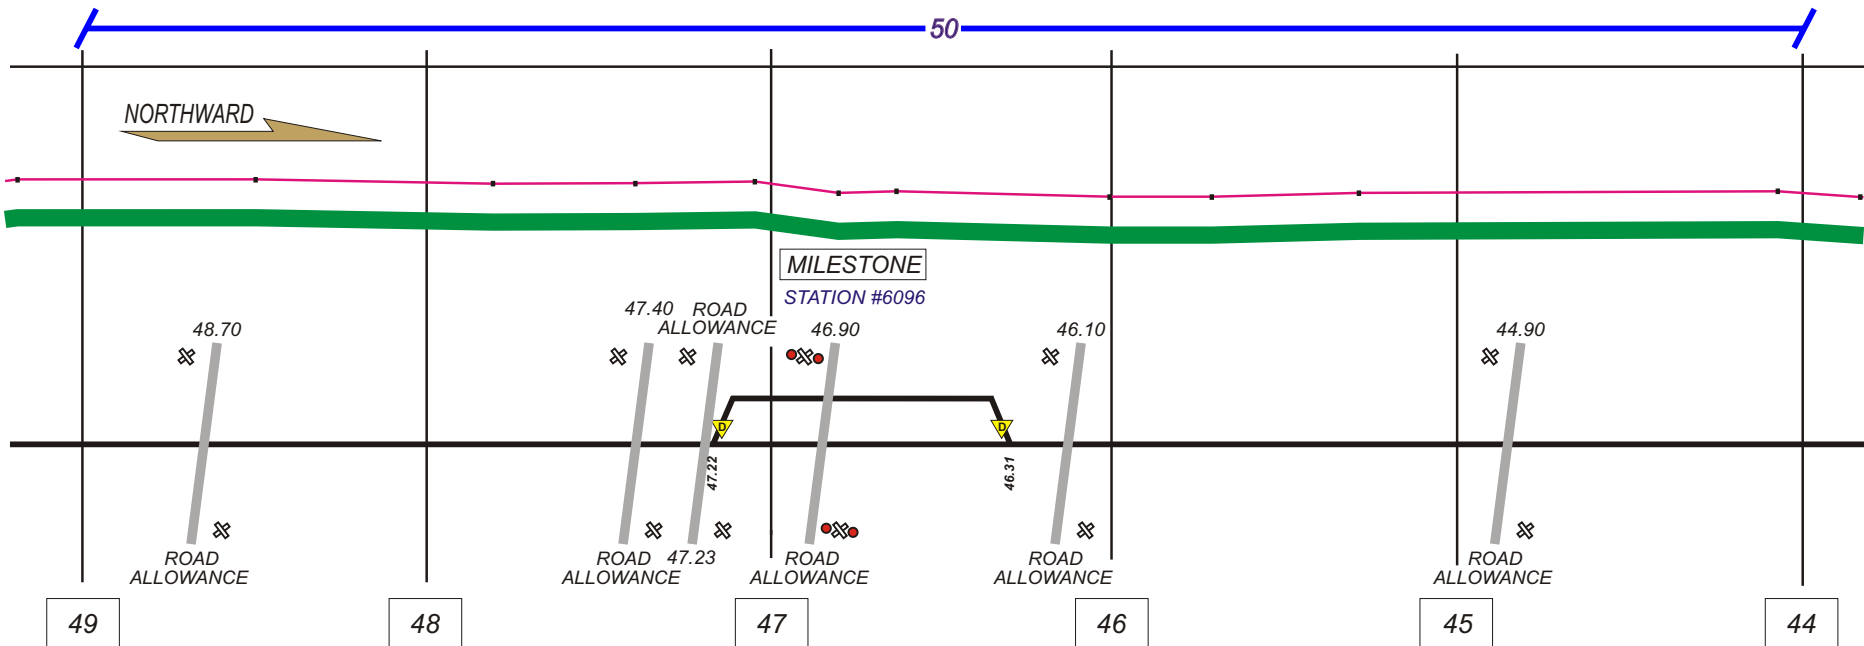 50
NORTHWARD
MILESTONE
STATION #6096
48.70
47.40
ROAD
ALLOWANCE
46.90
46.10
44.90
D
D
47.22
46.31
ROAD
ALLOWANCE
ROAD
ALLOWANCE
47.23
ROAD
ALLOWANCE
ROAD
ALLOWANCE
ROAD
ALLOWANCE
49
48
47
46
45
44